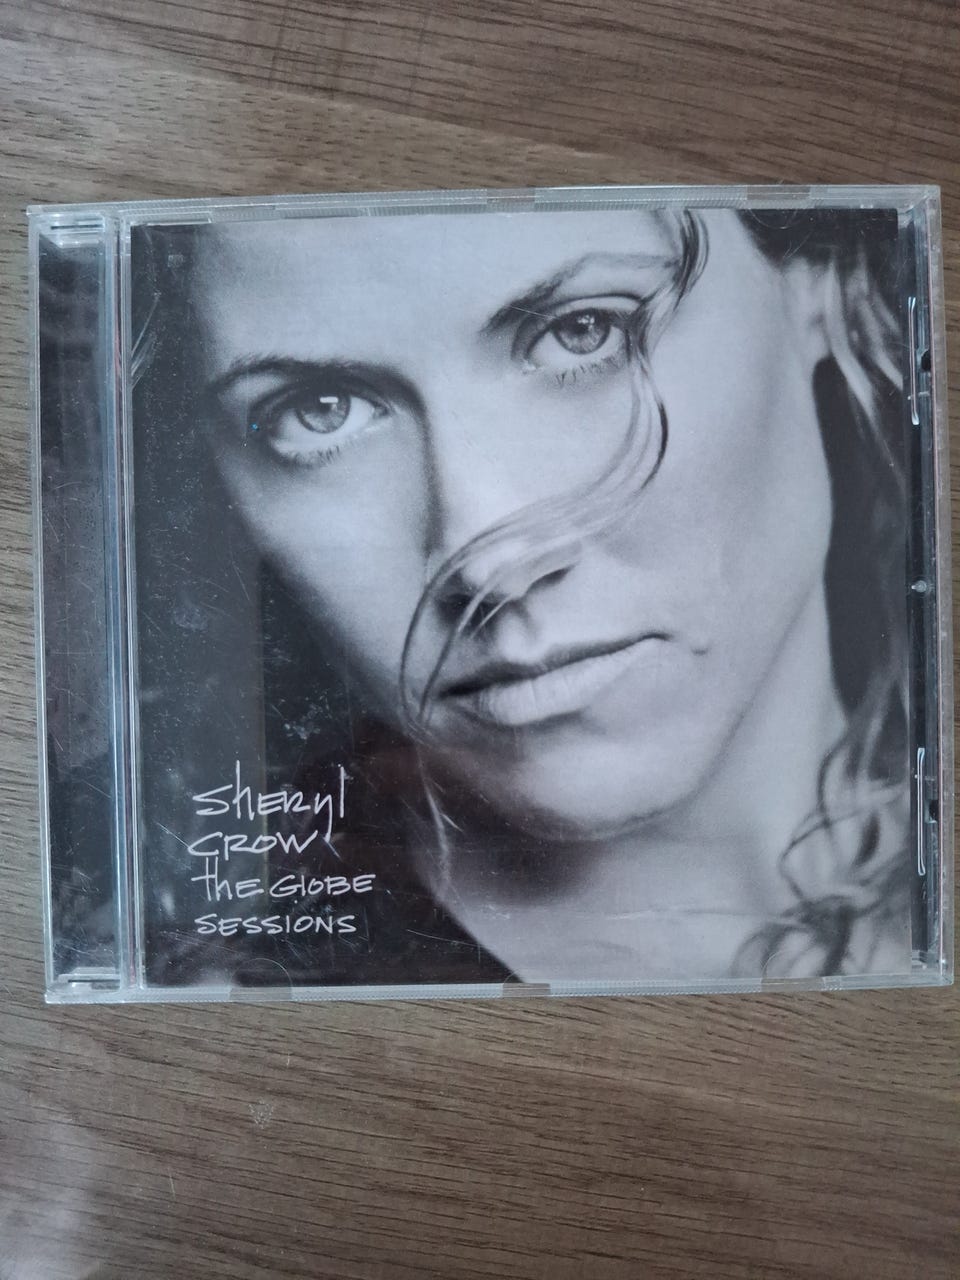 SHERYL
CROW
thE GLOBE
SESSIONS